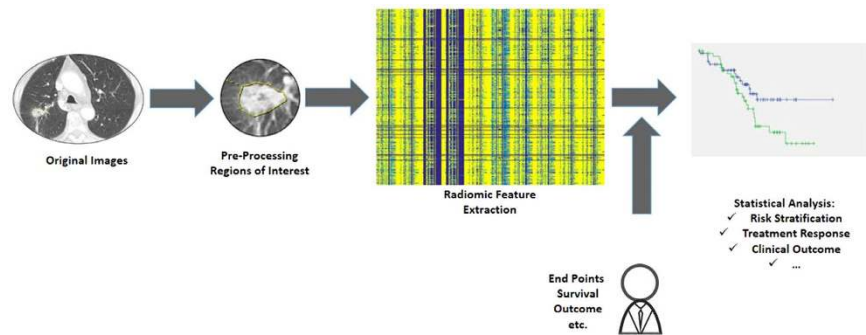 Original Images
Pre-Processing
Regions of Interest
Radiomic Feature
Extraction
End Points
Survival
Outcome
etc.
Statistical Analysis:
✓ Risk Stratification
✓ Treatment Response
✓ Clinical Outcome
✓ ...